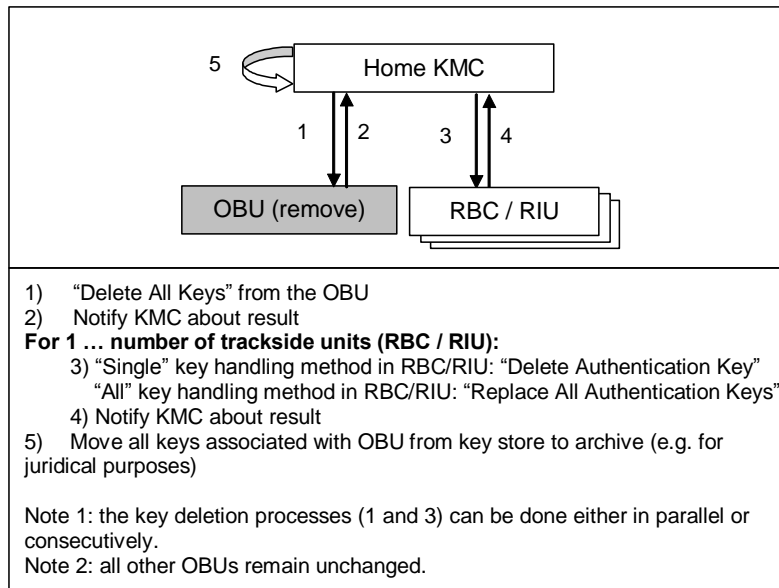 Home KMC
5
1
2
3
4
OBU (remove)
RBC / RIU
1) “Delete All Keys” from the OBU
2) Notify KMC about result
For 1 … number of trackside units (RBC / RIU):
3) “Single” key handling method in RBC/RIU: “Delete Authentication Key”
“All” key handling method in RBC/RIU: “Replace All Authentication Keys”
4) Notify KMC about result
5) Move all keys associated with OBU from key store to archive (e.g. for
juridical purposes)
Note 1: the key deletion processes (1 and 3) can be done either in parallel or
consecutively.
Note 2: all other OBUs remain unchanged.